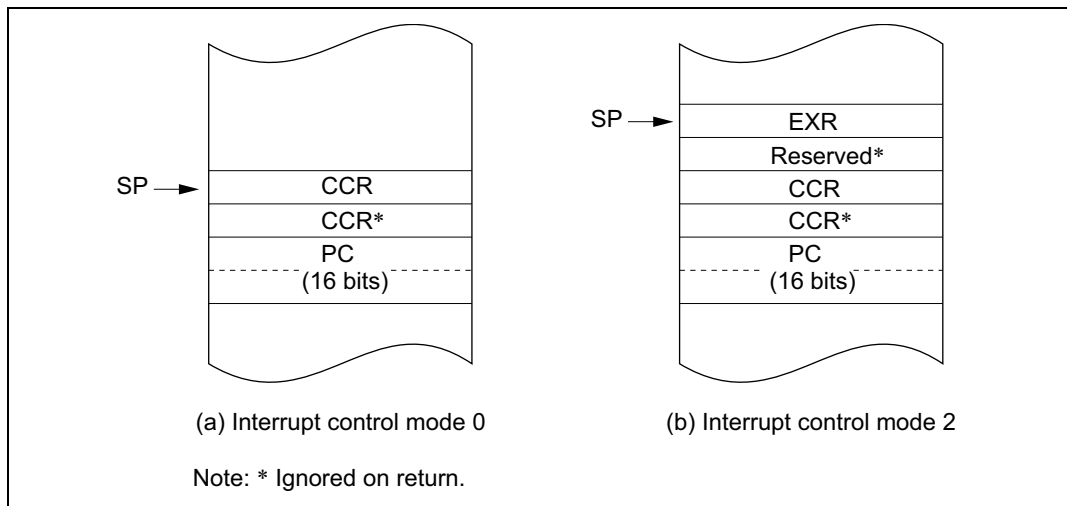 SP
CCR
CCR*
PC
(16 bits)
(a) Interrupt control mode 0
SP
EXR
Reserved*
CCR
CCR*
PC
(16 bits)
(b) Interrupt control mode 2
Note: * Ignored on return.